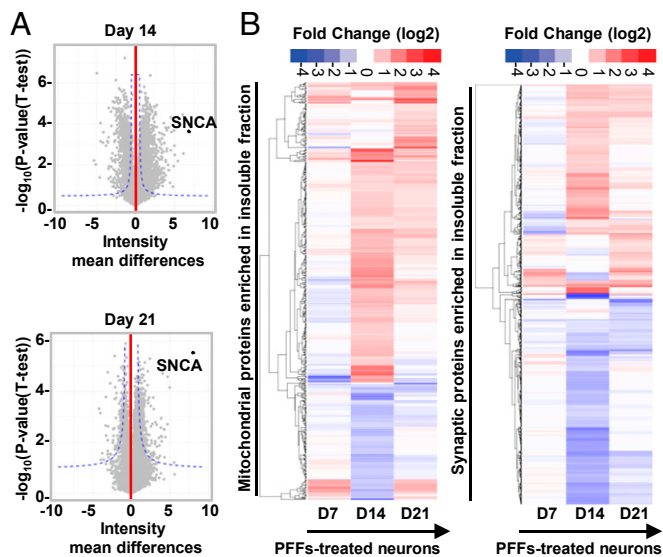 A
Day 14
-log10(P-value(T-test))
6
4
2
0
SNCA
-10
-5
0
5
10
Intensity
mean differences
Day 21
-log10(P-value(T-test))
6
4
2
0
SNCA
-10
-5
0
5
10
Intensity
mean differences
B
Fold Change (log2)
-4 -3 -2 -1 0 1 2 3 4
Mitochondrial proteins enriched in insoluble fraction
D7 D14 D21
PFFs-treated neurons
Fold Change (log2)
-4 -3 -2 -1 0 1 2 3 4
Synaptic proteins enriched in insoluble fraction
D7 D14 D21
PFFs-treated neurons